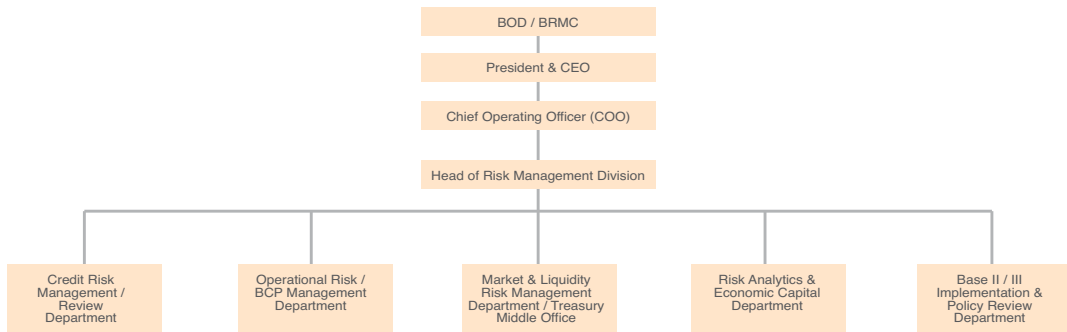 BOD / BRMC
President & CEO
Chief Operating Officer (COO)
Head of Risk Management Division
Credit Risk
Management /
Review
Department
Operational Risk /
BCP Management
Department
Market & Liquidity
Risk Management
Department / Treasury
Middle Office
Risk Analytics &
Economic Capital
Department
Base II / III
Implementation &
Policy Review
Department